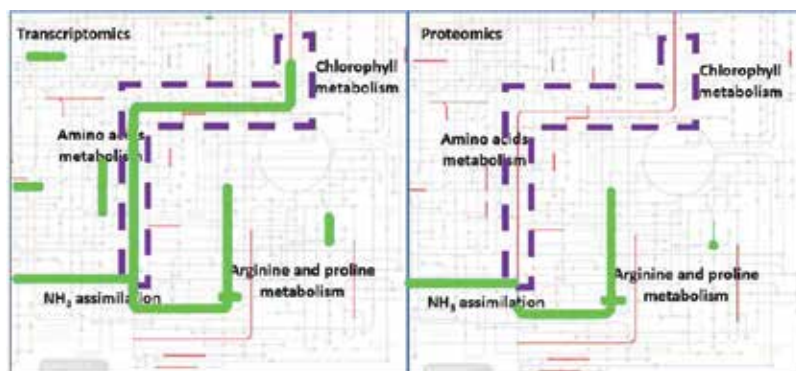 Transcriptomics
Chlorophyll
metabolism
Amino acids
metabolism
Arginine and proline
metabolism
NH₃ assimilation
Proteomics
Chlorophyll
metabolism
Amino acids
metabolism
Arginine and proline
metabolism
NH₃ assimilation